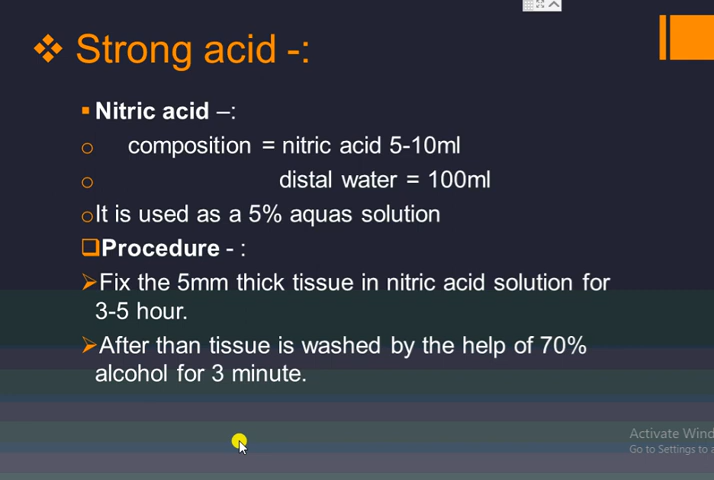 ❖ Strong acid -:
▪ Nitric acid –:
o composition = nitric acid 5-10ml
o distal water = 100ml
o It is used as a 5% aquas solution
❑ Procedure - :
➢ Fix the 5mm thick tissue in nitric acid solution for
3-5 hour.
➢ After than tissue is washed by the help of 70%
alcohol for 3 minute.
Activate Wind
Go to Settings to a